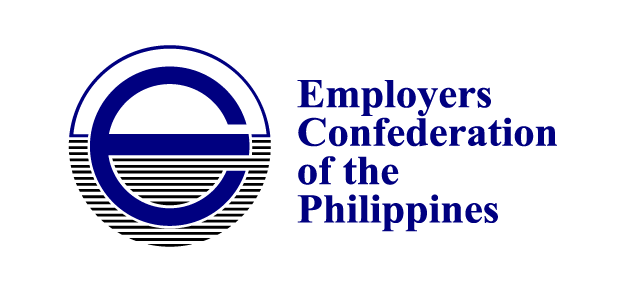 Employers
Confederation
of the
Philippines